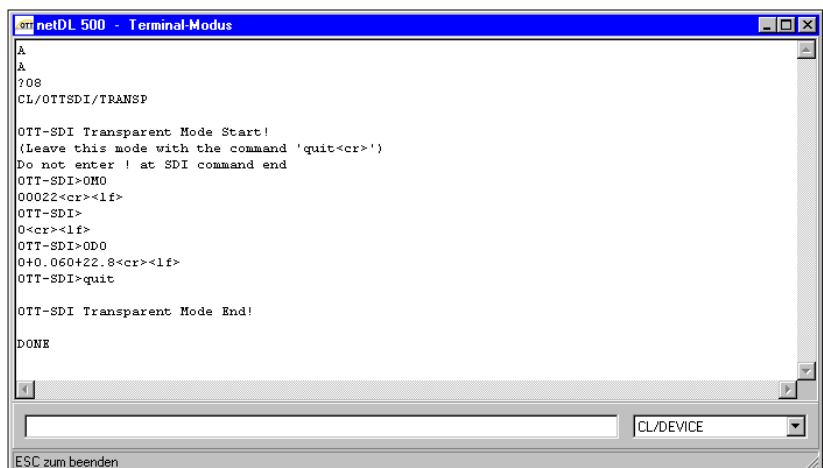 OTT netDL 500 - Terminal-Modus
A
A
?08
CL/OTTSDI/TRANSP
OTT-SDI Transparent Mode Start!
(Leave this mode with the command 'quit<cr>')
Do not enter ! at SDI command end
OTT-SDI>0M0
00022<cr><lf>
OTT-SDI>
0<cr><lf>
OTT-SDI>0D0
0+0.060+22.8<cr><lf>
OTT-SDI>quit
OTT-SDI Transparent Mode End!
DONE
CL/DEVICE
ESC zum beenden